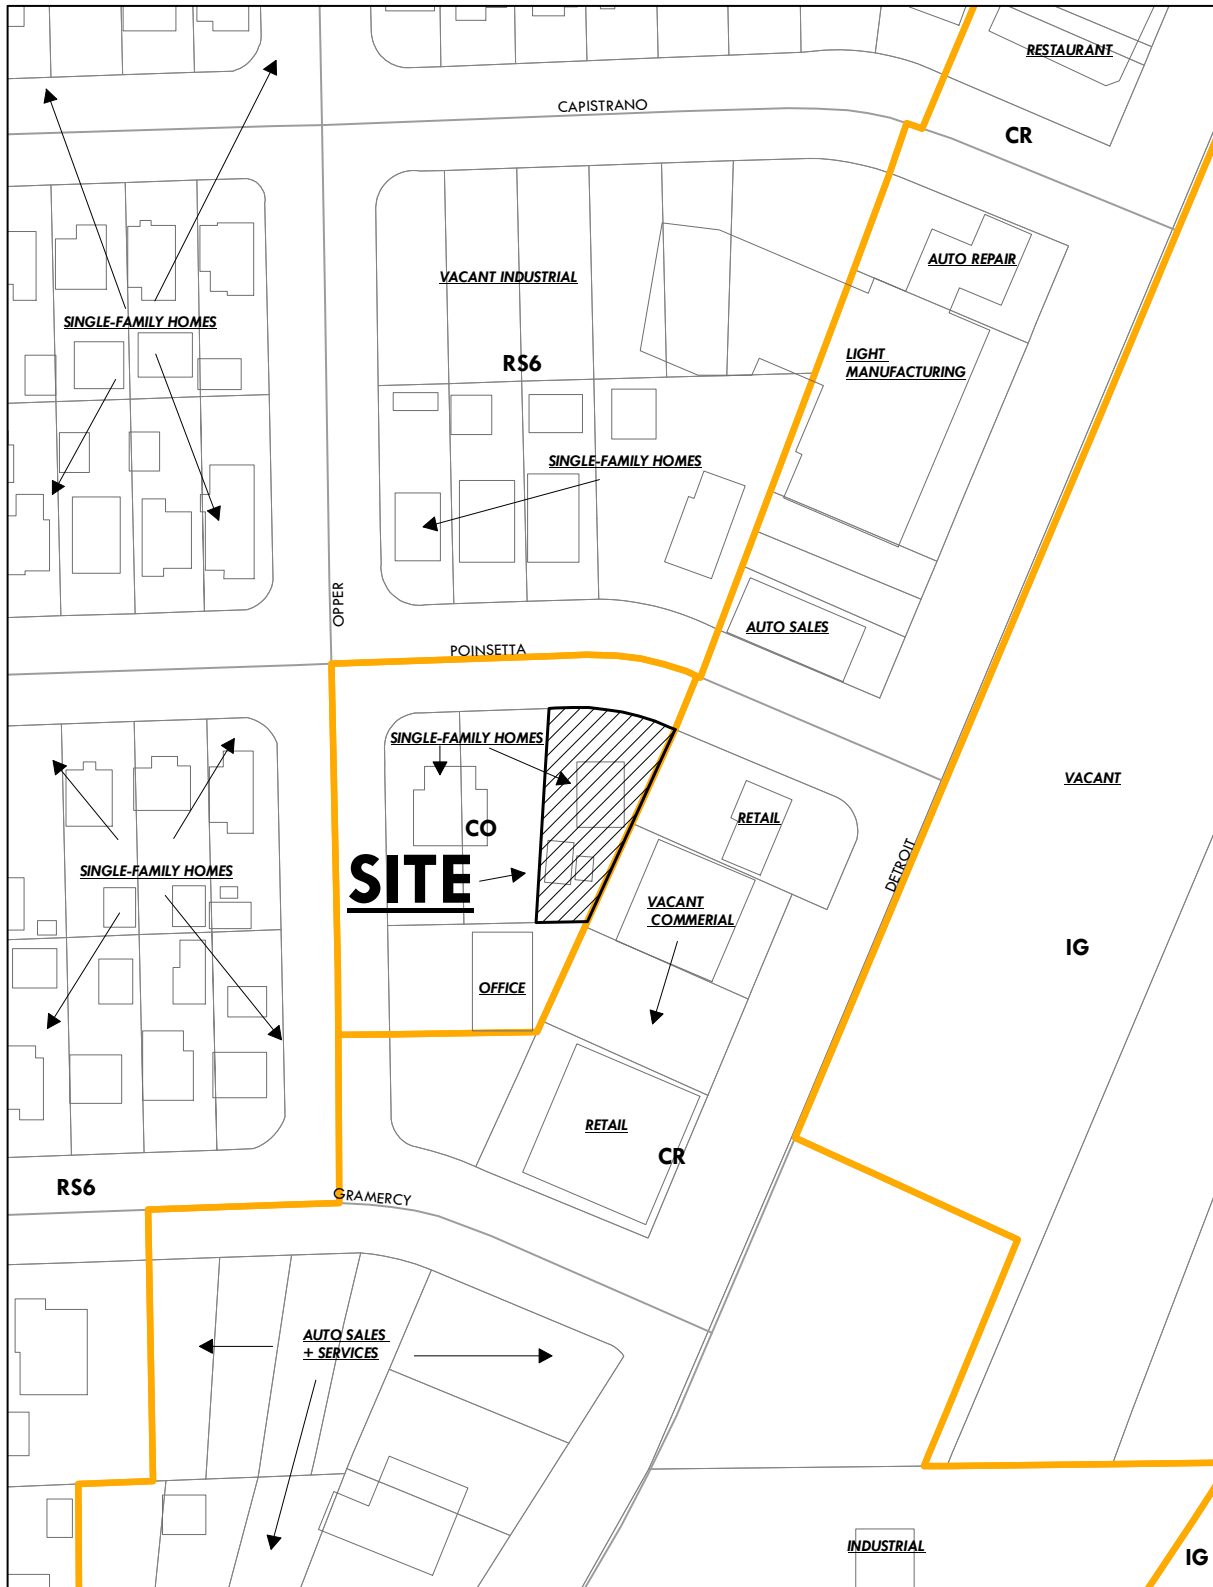 RESTAURANT
CAPISTRANO
CR
AUTO REPAIR
VACANT INDUSTRIAL
SINGLE-FAMILY HOMES
LIGHT
MANUFACTURING
RS6
SINGLE-FAMILY HOMES
OPPER
AUTO SALES
POINSETTA
SINGLE-FAMILY HOMES
VACANT
RETAIL
CO
DETROIT
SINGLE-FAMILY HOMES
SITE
VACANT
COMMERIAL
IG
OFFICE
RETAIL
CR
RS6
GRAMERCY
AUTO SALES
+ SERVICES
INDUSTRIAL
IG